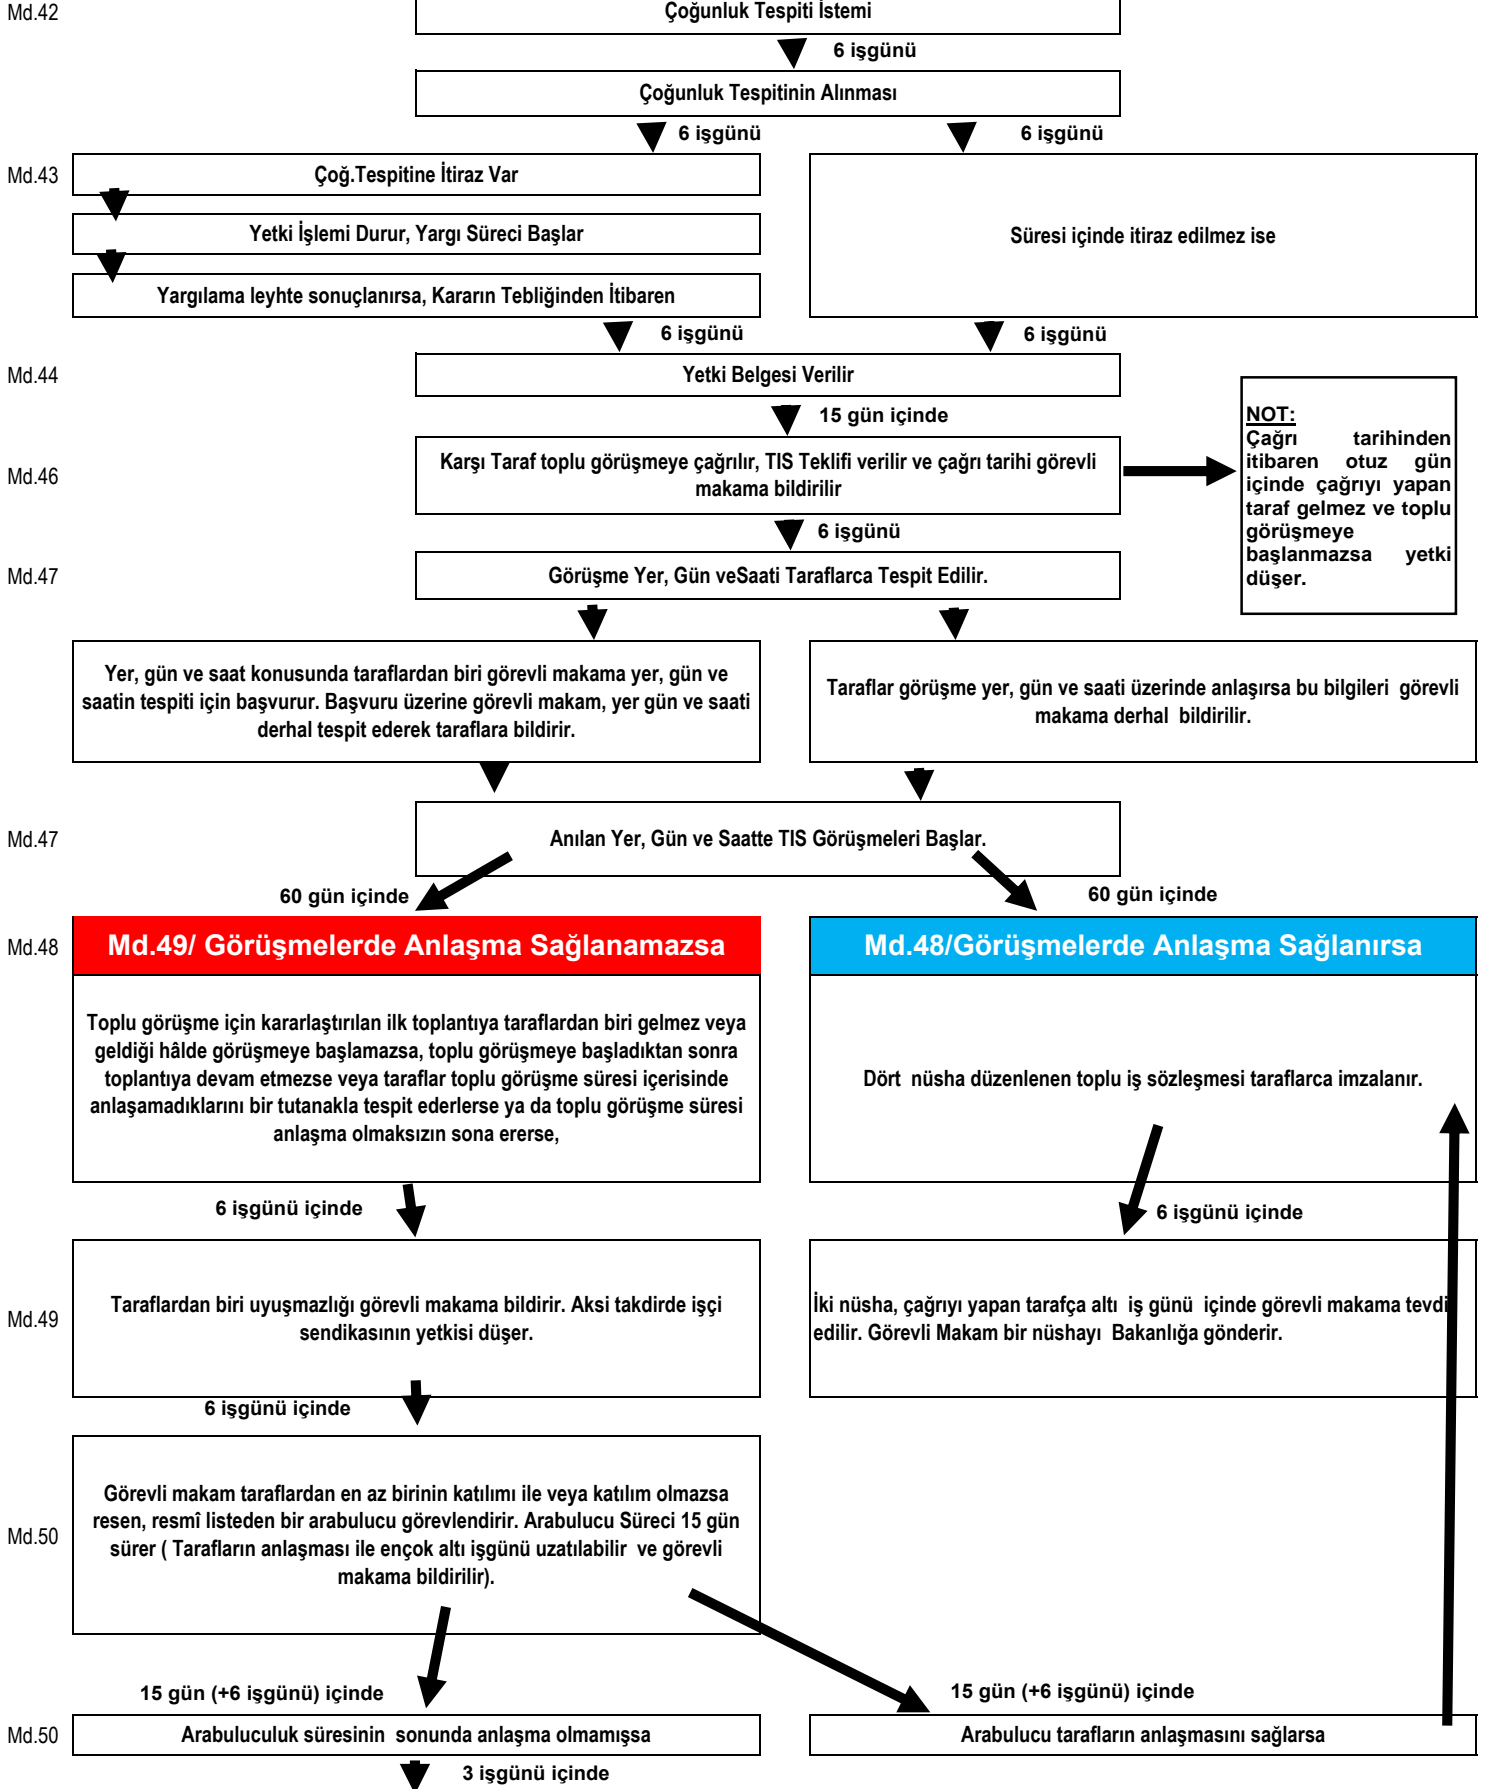 Md.42
Çoğunluk Tespiti İstemi
6 işgünü
Çoğunluk Tespitinin Alınması
6 işgünü
6 işgünü
Md.43
Çoğ.Tespitine İtiraz Var
Yetki İşlemi Durur, Yargı Süreci Başlar
Yargılama leyhte sonuçlanırsa, Kararın Tebliğinden İtibaren
Süresi içinde itiraz edilmez ise
6 işgünü
6 işgünü
Md.44
Yetki Belgesi Verilir
15 gün içinde
Md.46
Karşı Taraf toplu görüşmeye çağrılır, TIS Teklifi verilir ve çağrı tarihi görevli
makama bildirilir
NOT:
Çağrı tarihinden
itibaren otuz gün
içinde çağrıyı yapan
taraf gelmez ve toplu
görüşmeye
başlanmazsa yetki
düşer.
6 işgünü
Md.47
Görüşme Yer, Gün veSaati Taraflarca Tespit Edilir.
Yer, gün ve saat konusunda taraflardan biri görevli makama yer, gün ve
saatin tespiti için başvurur. Başvuru üzerine görevli makam, yer gün ve saati
derhal tespit ederek taraflara bildirir.
Taraflar görüşme yer, gün ve saati üzerinde anlaşırsa bu bilgileri görevli
makama derhal bildirilir.
Md.47
Anılan Yer, Gün ve Saatte TIS Görüşmeleri Başlar.
60 gün içinde
60 gün içinde
Md.48
Md.49/ Görüşmelerde Anlaşma Sağlanamazsa
Md.48/Görüşmelerde Anlaşma Sağlanırsa
Toplu görüşme için kararlaştırılan ilk toplantıya taraflardan biri gelmez veya
geldiği hâlde görüşmeye başlamazsa, toplu görüşmeye başladıktan sonra
toplantıya devam etmezse veya taraflar toplu görüşme süresi içerisinde
anlaşamadıklarını bir tutanakla tespit ederlerse ya da toplu görüşme süresi
anlaşma olmaksızın sona ererse,
Dört nüsha düzenlenen toplu iş sözleşmesi taraflarca imzalanır.
6 işgünü içinde
6 işgünü içinde
Md.49
Taraflardan biri uyuşmazlığı görevli makama bildirir. Aksi takdirde işçi
sendikasının yetkisi düşer.
İki nüsha, çağrıyı yapan tarafça altı iş günü içinde görevli makama tevdi
edilir. Görevli Makam bir nüshayı Bakanlığa gönderir.
6 işgünü içinde
Md.50
Görevli makam taraflardan en az birinin katılımı ile veya katılım olmazsa
resen, resmî listeden bir arabulucu görevlendirir. Arabulucu Süreci 15 gün
sürer ( Tarafların anlaşması ile ençok altı işgünü uzatılabilir ve görevli
makama bildirilir).
15 gün (+6 işgünü) içinde
15 gün (+6 işgünü) içinde
Md.50
Arabuluculuk süresinin sonunda anlaşma olmamışsa
Arabulucu tarafların anlaşmasını sağlarsa
3 işgünü içinde